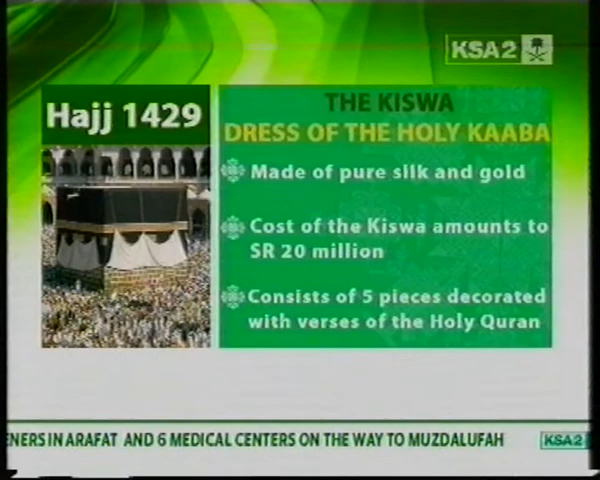 KSA2
Hajj 1429
THE KISWA
DRESS OF THE HOLY KAABA
Made of pure silk and gold
Cost of the Kiswa amounts to
SR 20 million
Consists of 5 pieces decorated
with verses of the Holy Quran
ENERS IN ARAFAT AND 6 MEDICAL CENTERS ON THE WAY TO MUZDALUFAH
KSA2